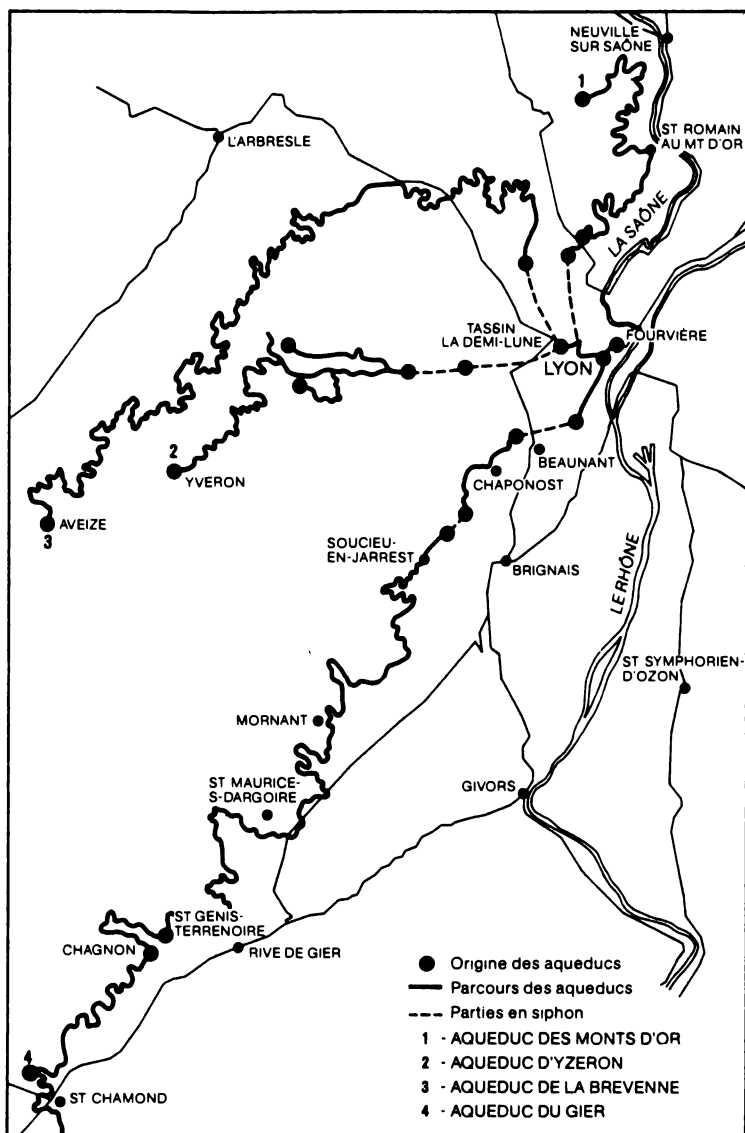 NEUVILLE
SUR SAÔNE
1
ST ROMAIN
AU MT D'OR
L'ARBRESLE
LA SAÔNE
TASSIN
LA DEMI-LUNE
FOURVIÈRE
LYON
2
YVERON
BEAUNANT
CHAPONOST
3
AVEIZE
SOUCIEU-
EN-JARREST
BRIGNAIS
LE RHÔNE
ST SYMPHORIEN-
D'OZON
MORNANT
ST MAURICE-
S-DARGOIRE
GIVORS
ST GENIS-
TERRENOIRE
CHAGNON
RIVE DE GIER
4
ST CHAMOND
Origine des aqueducs
Parcours des aqueducs
Parties en siphon
1 - AQUEDUC DES MONTS D'OR
2 - AQUEDUC D'YZERON
3 - AQUEDUC DE LA BREVENNE
4 - AQUEDUC DU GIER